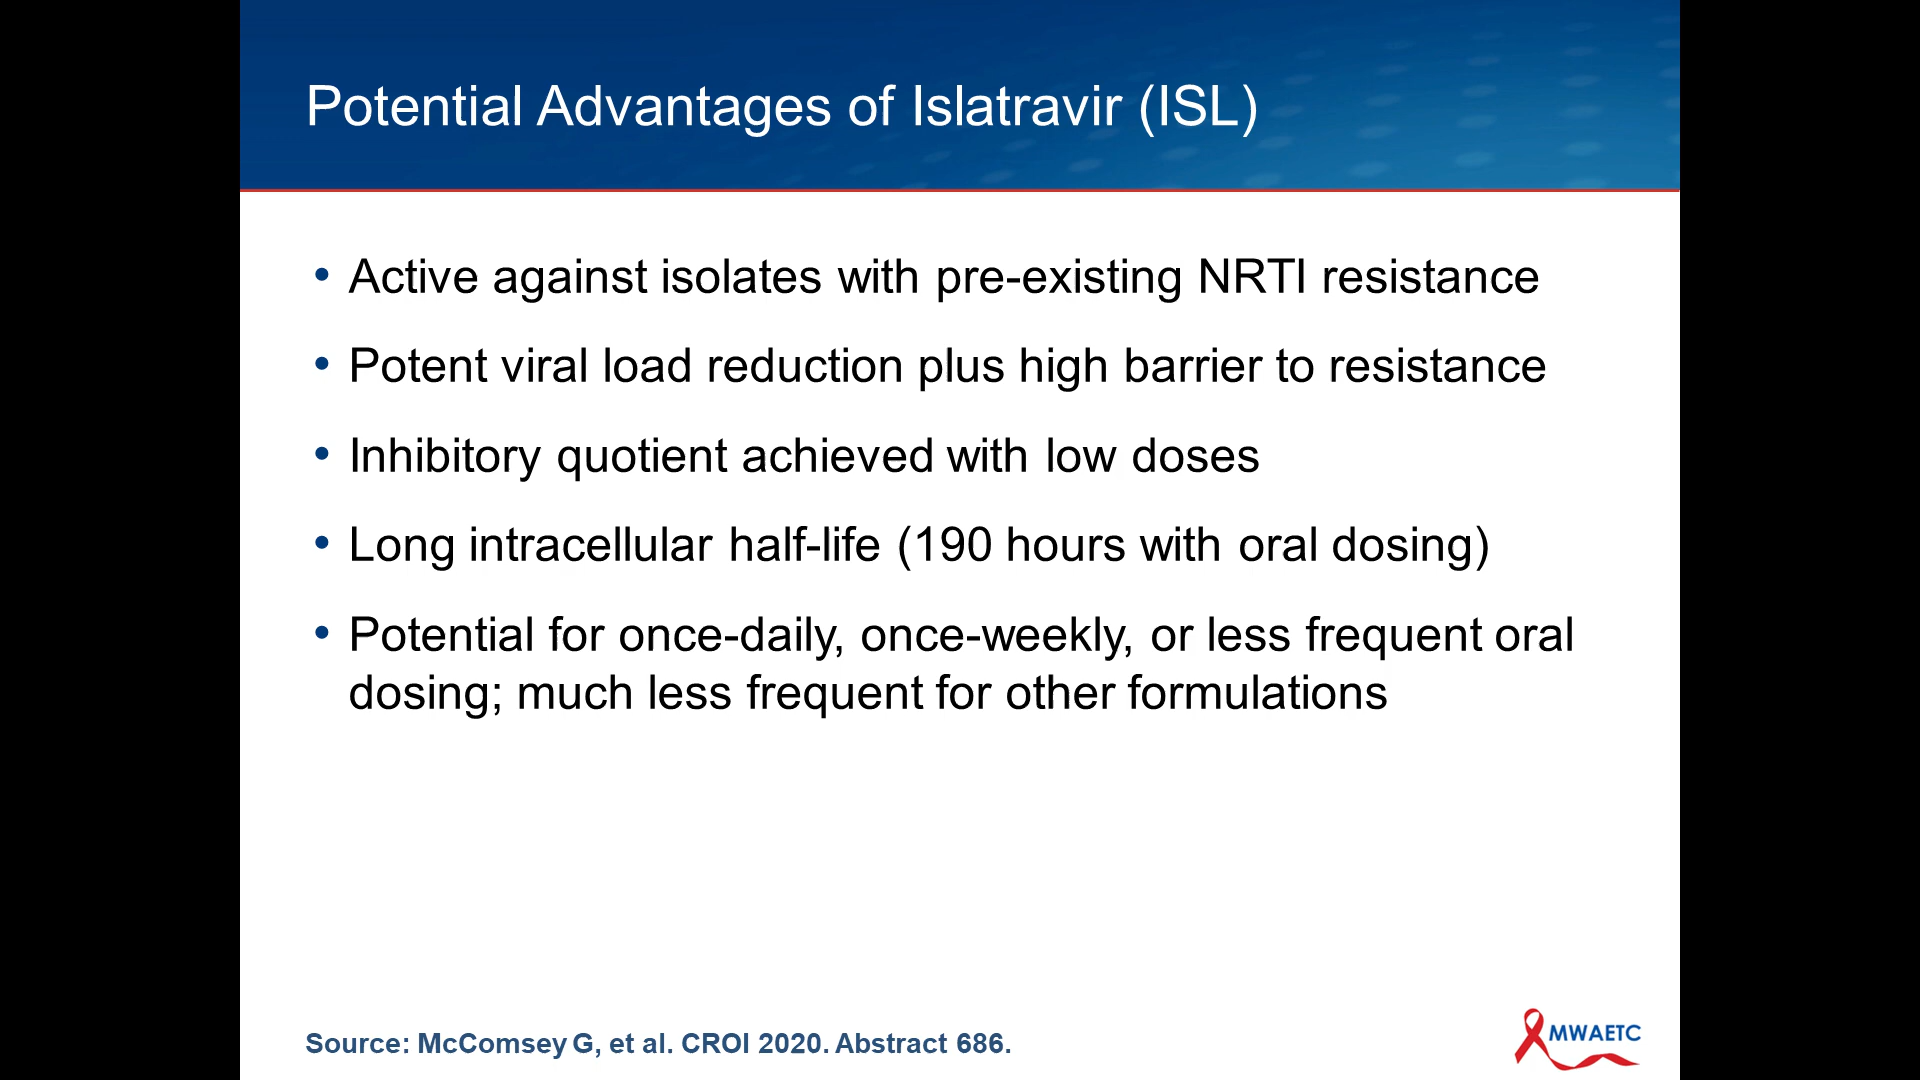 Potential Advantages of Islatravir (ISL)
• Active against isolates with pre-existing NRTI resistance
• Potent viral load reduction plus high barrier to resistance
• Inhibitory quotient achieved with low doses
• Long intracellular half-life (190 hours with oral dosing)
• Potential for once-daily, once-weekly, or less frequent oral
dosing; much less frequent for other formulations
Source: McComsey G, et al. CROI 2020. Abstract 686.
MWAETC